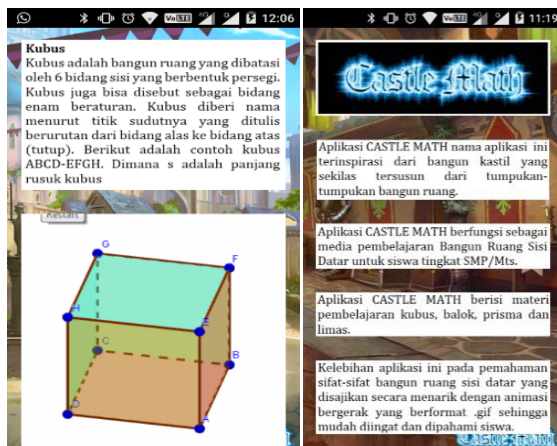 12:06
Kubus
Kubus adalah bangun ruang yang dibatasi
oleh 6 bidang sisi yang berbentuk persegi.
Kubus juga bisa disebut sebagai bidang
enam beraturan. Kubus diberi nama
menurut titik sudutnya yang ditulis
berurutan dari bidang alas ke bidang atas
(tutup). Berikut adalah contoh kubus
ABCD-EFGH. Dimana s adalah panjang
rusuk kubus
Restart
G
F
H
E
C
B
D
A
VoLTE 4G 11:19
Castle Math
Aplikasi CASTLE MATH nama aplikasi ini
terinspirasi dari bangun kastil yang
sekilas tersusun dari tumpukan-
tumpukan bangun ruang.
Aplikasi CASTLE MATH berfungsi sebagai
media pembelajaran Bangun Ruang Sisi
Datar untuk siswa tingkat SMP/Mts.
Aplikasi CASTLE MATH berisi materi
pembelajaran kubus, balok, prisma dan
limas.
Kelebihan aplikasi ini pada pemahaman
sifat-sifat bangun ruang sisi datar yang
disajikan secara menarik dengan animasi
bergerak yang berformat .gif sehingga
mudah diingat dan dipahami siswa.
Castle Math